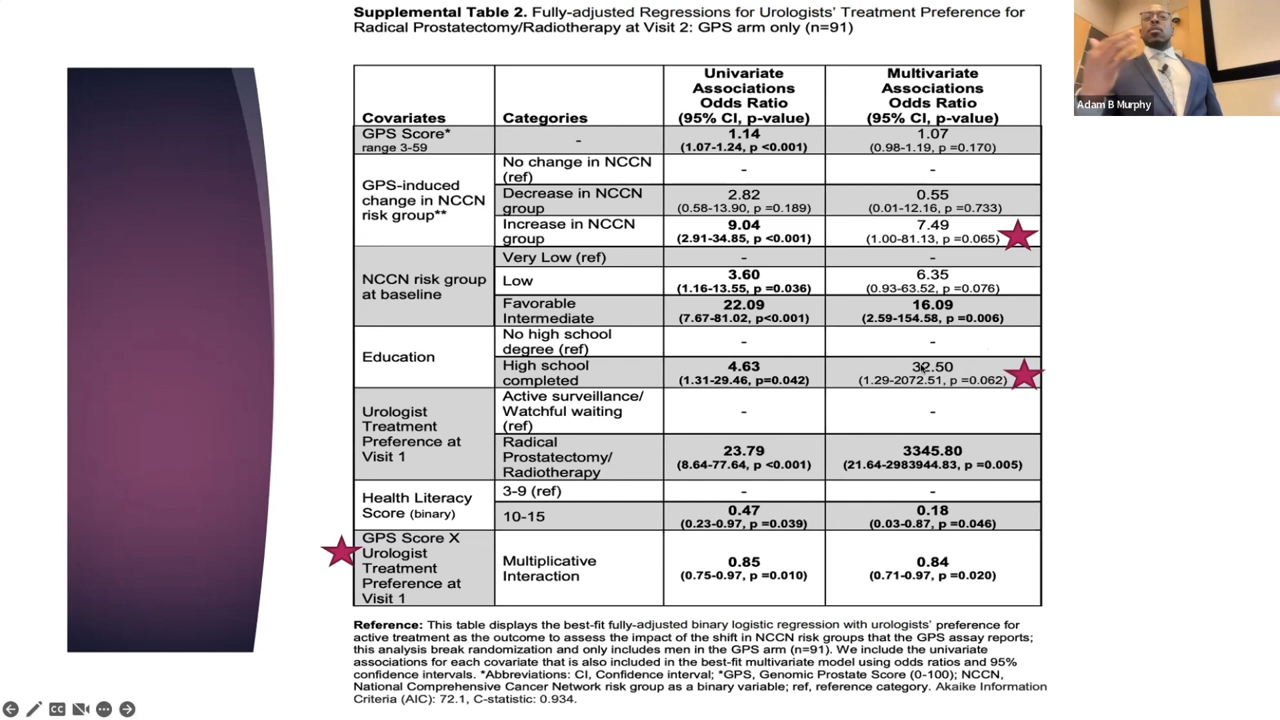 Supplemental Table 2. Fully-adjusted Regressions for Urologists' Treatment Preference for
Radical Prostatectomy/Radiotherapy at Visit 2: GPS arm only (n=91)
Adam B Murphy
Covariates
Categories
Univariate
Associations
Odds Ratio
(95% CI, p-value)
Multivariate
Associations
Odds Ratio
(95% CI, p-value)
GPS Score*
range 3-59
-
1.14
(1.07-1.24, p <0.001)
1.07
(0.98-1.19, p =0.170)
GPS-induced
change in NCCN
risk group**
No change in NCCN
(ref)
-
-
Decrease in NCCN
group
2.82
(0.58-13.90, p =0.189)
0.55
(0.01-12.16, p =0.733)
Increase in NCCN
group
9.04
(2.91-34.85, p <0.001)
7.49
(1.00-81.13, p =0.065)
NCCN risk group
at baseline
Very Low (ref)
-
-
Low
3.60
(1.16-13.55, p =0.036)
6.35
(0.93-63.52, p =0.076)
Favorable
Intermediate
22.09
(7.67-81.02, p<0.001)
16.09
(2.59-154.58, p =0.006)
Education
No high school
degree (ref)
-
-
High school
completed
4.63
(1.31-29.46, p=0.042)
32.50
(1.29-2072.51, p =0.062)
Urologist
Treatment
Preference at
Visit 1
Active surveillance/
Watchful waiting
(ref)
-
-
Radical
Prostatectomy/
Radiotherapy
23.79
(8.64-77.64, p <0.001)
3345.80
(21.64-2983944.83, p =0.005)
Health Literacy
Score (binary)
3-9 (ref)
-
-
10-15
0.47
(0.23-0.97, p =0.039)
0.18
(0.03-0.87, p =0.046)
GPS Score X
Urologist
Treatment
Preference at
Visit 1
Multiplicative
Interaction
0.85
(0.75-0.97, p =0.010)
0.84
(0.71-0.97, p =0.020)
Reference: This table displays the best-fit fully-adjusted binary logistic regression with urologists' preference for
active treatment as the outcome to assess the impact of the shift in NCCN risk groups that the GPS assay reports;
this analysis break randomization and only includes men in the GPS arm (n=91). We include the univariate
associations for each covariate that is also included in the best-fit multivariate model using odds ratios and 95%
confidence intervals. *Abbreviations: CI, Confidence interval; *GPS, Genomic Prostate Score (0-100); NCCN,
National Comprehensive Cancer Network risk group as a binary variable; ref, reference category. Akaike Information
Criteria (AIC): 72.1, C-statistic: 0.934.
CC